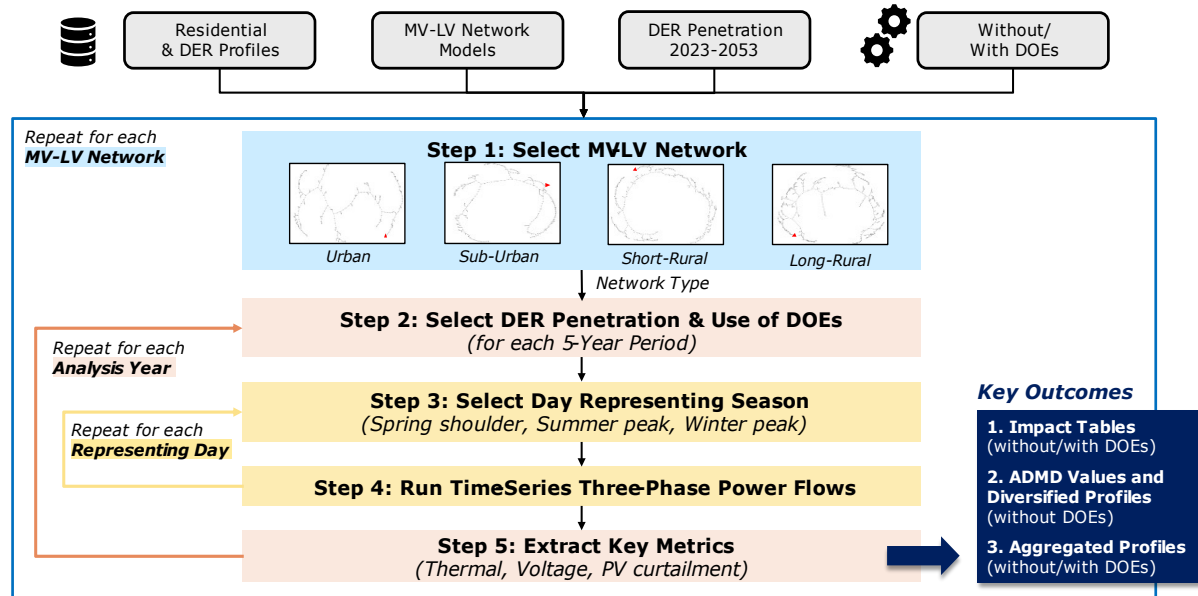 Residential
& DER Profiles
MV-LV Network
Models
DER Penetration
2023-2053
Without/
With DOEs
Repeat for each
MV-LV Network
Step 1: Select MV-LV Network
Urban
Sub-Urban
Short-Rural
Long-Rural
Network Type
Step 2: Select DER Penetration & Use of DOEs
(for each 5-Year Period)
Repeat for each
Analysis Year
Step 3: Select Day Representing Season
(Spring shoulder, Summer peak, Winter peak)
Repeat for each
Representing Day
Step 4: Run Time-Series Three-Phase Power Flows
Step 5: Extract Key Metrics
(Thermal, Voltage, PV curtailment)
Key Outcomes
1. Impact Tables
(without/with DOEs)
2. ADMD Values and
Diversified Profiles
(without DOEs)
3. Aggregated Profiles
(without/with DOEs)